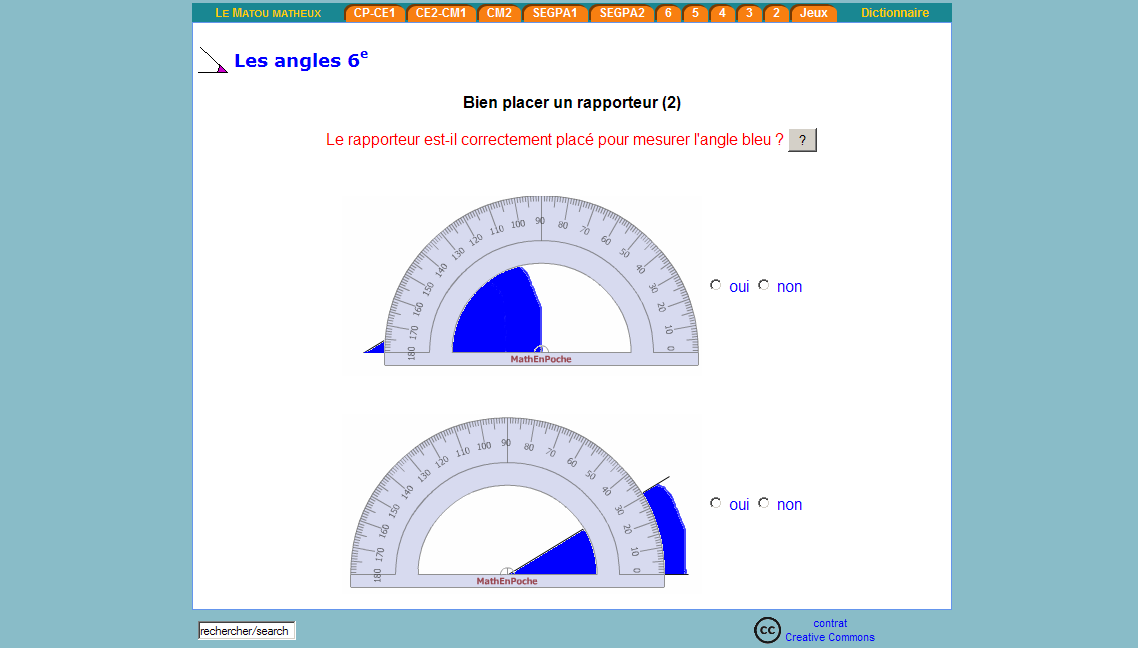 LE MATOU MATHEUX CP-CE1 CE2-CM1 CM2 SEGPA1 SEGPA2 6 5 4 3 2 Jeux Dictionnaire
Les angles 6e
Bien placer un rapporteur (2)
Le rapporteur est-il correctement placé pour mesurer l'angle bleu ? ?
180 170 160 150 140 130 120 110 100 90 80 70 60 50 40 30 20 10 0
MathEnPoche
oui non
180 170 160 150 140 130 120 110 100 90 80 70 60 50 40 30 20 10 0
MathEnPoche
oui non
rechercher/search
cc
contrat
Creative Commons